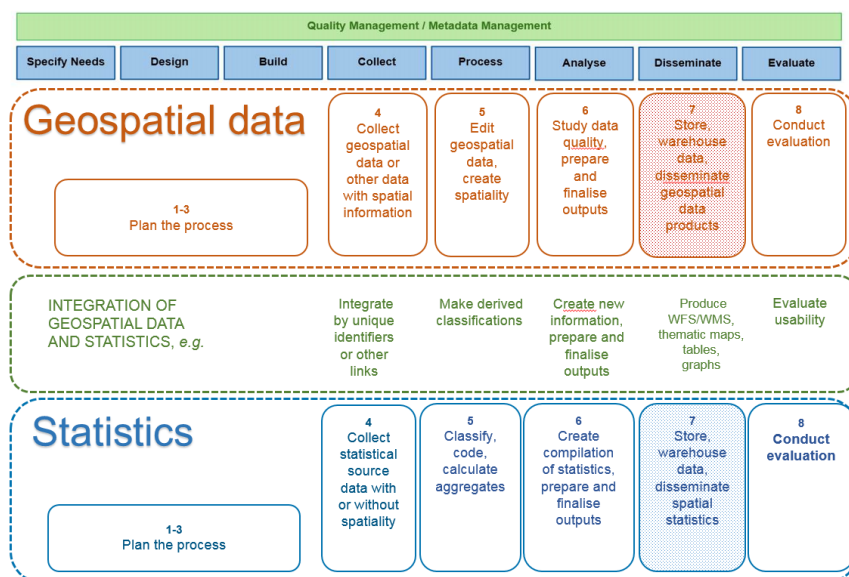 Quality Management / Metadata Management
Specify Needs
Design
Build
Collect
Process
Analyse
Disseminate
Evaluate
Geospatial data
1-3
Plan the process
4
Collect
geospatial
data or
other data
with spatial
information
5
Edit
geospatial
data,
create
spatiality
6
Study data
quality,
prepare
and
finalise
outputs
7
Store,
warehouse
data,
disseminate
geospatial
data
products
8
Conduct
evaluation
INTEGRATION OF
GEOSPATIAL DATA
AND STATISTICS, e.g.
Integrate
by unique
identifiers
or other
links
Make derived
classifications
Create new
information,
prepare and
finalise
outputs
Produce
WFS/WMS,
thematic maps,
tables,
graphs
Evaluate
usability
Statistics
1-3
Plan the process
4
Collect
statistical
source
data with
or without
spatiality
5
Classify,
code,
calculate
aggregates
6
Create
compilation
of statistics,
prepare and
finalise
outputs
7
Store,
warehouse
data,
disseminate
spatial
statistics
8
Conduct
evaluation